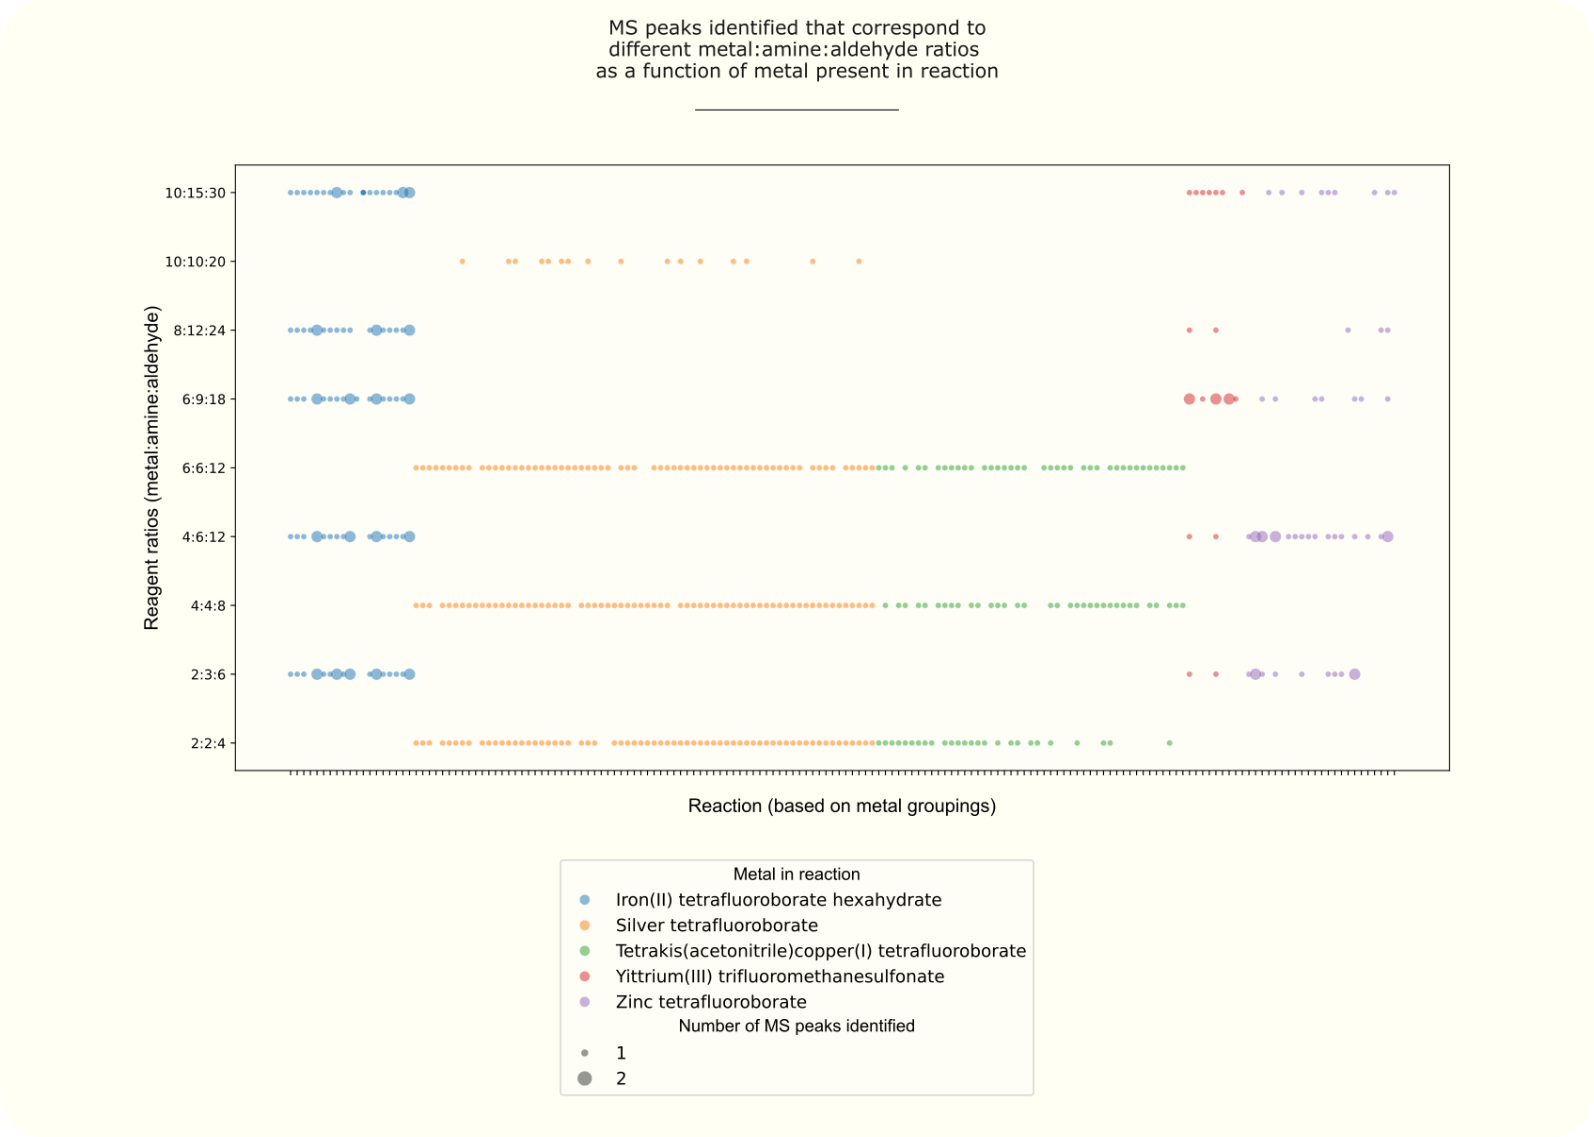 MS peaks identified that correspond to
different metal:amine:aldehyde ratios
as a function of metal present in reaction
Reagent ratios (metal:amine:aldehyde)
10:15:30
10:10:20
8:12:24
6:9:18
6:6:12
4:6:12
4:4:8
2:3:6
2:2:4
Reaction (based on metal groupings)
Metal in reaction
Iron(II) tetrafluoroborate hexahydrate
Silver tetrafluoroborate
Tetrakis(acetonitrile)copper(I) tetrafluoroborate
Yittrium(III) trifluoromethanesulfonate
Zinc tetrafluoroborate
Number of MS peaks identified
1
2